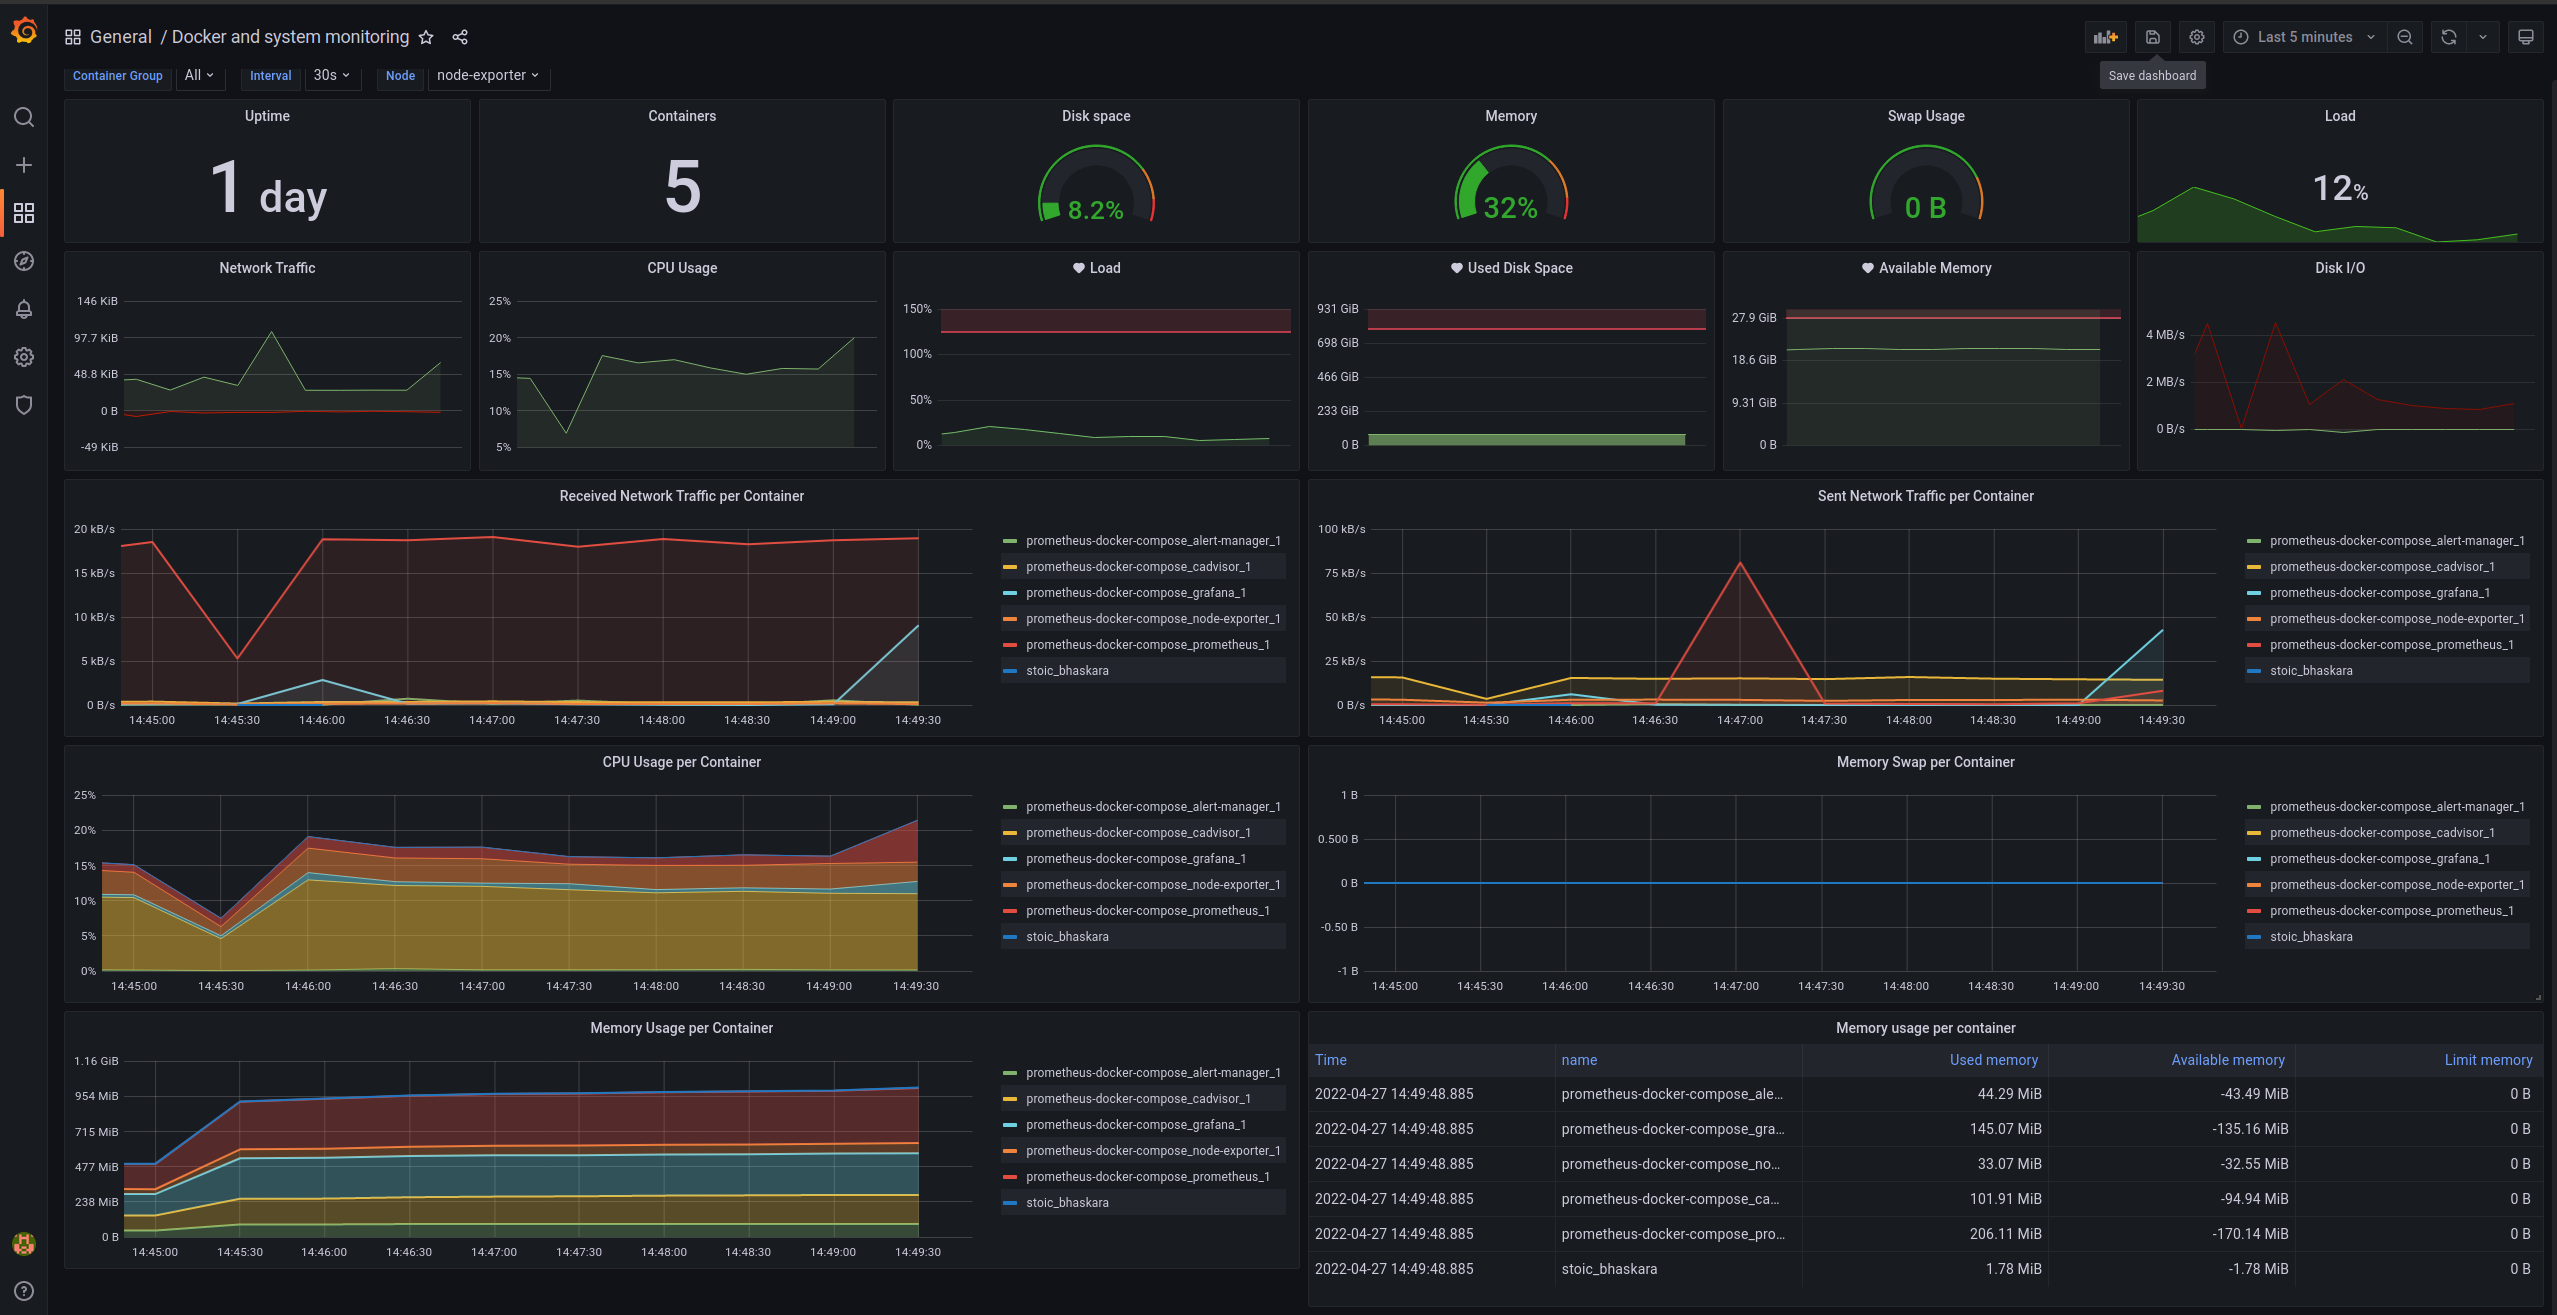 General / Docker and system monitoring
Last 5 minutes
Save dashboard
Container Group All Interval 30s Node node-exporter
Uptime
1 day
Containers
5
Disk space
8.2%
Memory
32%
Swap Usage
0 B
Load
12%
Network Traffic
146 KiB
97.7 KiB
48.8 KiB
0 B
-49 KiB
CPU Usage
25%
20%
15%
10%
5%
Load
150%
100%
50%
0%
Used Disk Space
931 GiB
698 GiB
466 GiB
233 GiB
0 B
Available Memory
27.9 GiB
18.6 GiB
9.31 GiB
0 B
Disk I/O
4 MB/s
2 MB/s
0 B/s
Received Network Traffic per Container
20 kB/s
15 kB/s
10 kB/s
5 kB/s
0 B/s
14:45:00 14:45:30 14:46:00 14:46:30 14:47:00 14:47:30 14:48:00 14:48:30 14:49:00 14:49:30
prometheus-docker-compose_alert-manager_1
prometheus-docker-compose_cadvisor_1
prometheus-docker-compose_grafana_1
prometheus-docker-compose_node-exporter_1
prometheus-docker-compose_prometheus_1
stoic_bhaskara
Sent Network Traffic per Container
100 kB/s
75 kB/s
50 kB/s
25 kB/s
0 B/s
14:45:00 14:45:30 14:46:00 14:46:30 14:47:00 14:47:30 14:48:00 14:48:30 14:49:00 14:49:30
prometheus-docker-compose_alert-manager_1
prometheus-docker-compose_cadvisor_1
prometheus-docker-compose_grafana_1
prometheus-docker-compose_node-exporter_1
prometheus-docker-compose_prometheus_1
stoic_bhaskara
CPU Usage per Container
25%
20%
15%
10%
5%
0%
14:45:00 14:45:30 14:46:00 14:46:30 14:47:00 14:47:30 14:48:00 14:48:30 14:49:00 14:49:30
prometheus-docker-compose_alert-manager_1
prometheus-docker-compose_cadvisor_1
prometheus-docker-compose_grafana_1
prometheus-docker-compose_node-exporter_1
prometheus-docker-compose_prometheus_1
stoic_bhaskara
Memory Swap per Container
1 B
0.500 B
0 B
-0.50 B
-1 B
14:45:00 14:45:30 14:46:00 14:46:30 14:47:00 14:47:30 14:48:00 14:48:30 14:49:00 14:49:30
prometheus-docker-compose_alert-manager_1
prometheus-docker-compose_cadvisor_1
prometheus-docker-compose_grafana_1
prometheus-docker-compose_node-exporter_1
prometheus-docker-compose_prometheus_1
stoic_bhaskara
Memory Usage per Container
1.16 GiB
954 MiB
715 MiB
477 MiB
238 MiB
0 B
14:45:00 14:45:30 14:46:00 14:46:30 14:47:00 14:47:30 14:48:00 14:48:30 14:49:00 14:49:30
prometheus-docker-compose_alert-manager_1
prometheus-docker-compose_cadvisor_1
prometheus-docker-compose_grafana_1
prometheus-docker-compose_node-exporter_1
prometheus-docker-compose_prometheus_1
stoic_bhaskara
Memory usage per container
Time name Used memory Available memory Limit memory
2022-04-27 14:49:48.885 prometheus-docker-compose_ale… 44.29 MiB -43.49 MiB 0 B
2022-04-27 14:49:48.885 prometheus-docker-compose_gra… 145.07 MiB -135.16 MiB 0 B
2022-04-27 14:49:48.885 prometheus-docker-compose_no… 33.07 MiB -32.55 MiB 0 B
2022-04-27 14:49:48.885 prometheus-docker-compose_ca… 101.91 MiB -94.94 MiB 0 B
2022-04-27 14:49:48.885 prometheus-docker-compose_pro… 206.11 MiB -170.14 MiB 0 B
2022-04-27 14:49:48.885 stoic_bhaskara 1.78 MiB -1.78 MiB 0 B